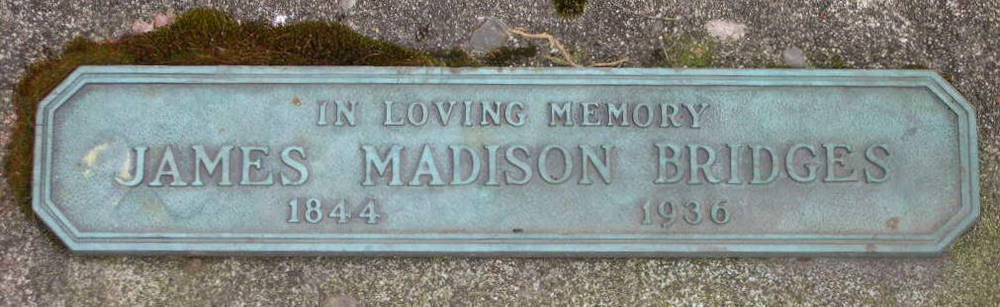 IN LOVING MEMORY
JAMES MADISON BRIDGES
1844 1936